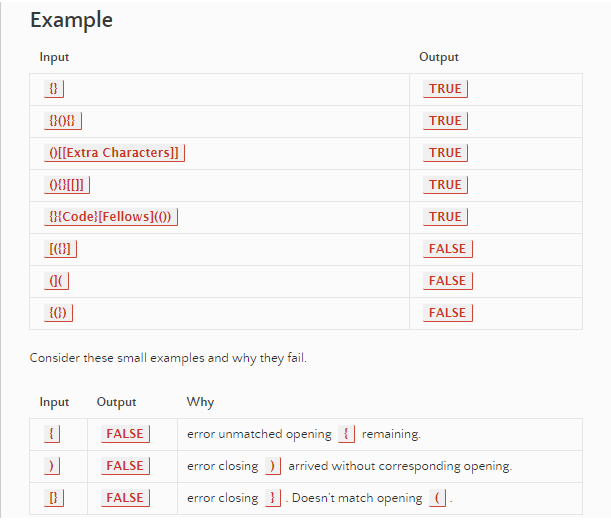 Example
Input Output
{} TRUE
{}(){} TRUE
()[[Extra Characters]] TRUE
(){}[[]] TRUE
{}{Code}[Fellows](()) TRUE
[({}] FALSE
(]( FALSE
{(}) FALSE
Consider these small examples and why they fail.
Input Output Why
{ FALSE error unmatched opening { remaining.
) FALSE error closing ) arrived without corresponding opening.
[} FALSE error closing } . Doesn't match opening ( .